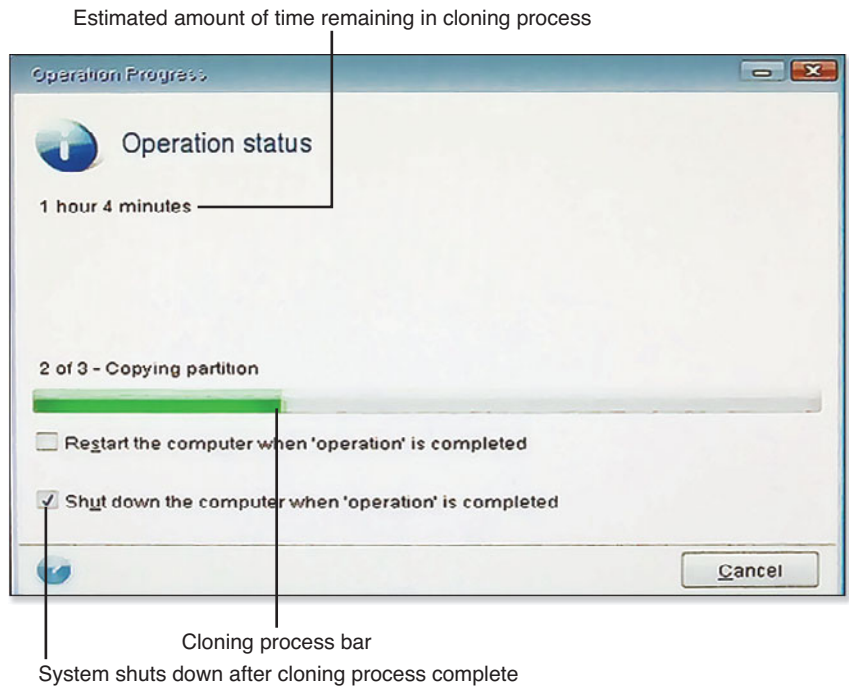 Estimated amount of time remaining in cloning process
Operation Progress
Operation status
1 hour 4 minutes
2 of 3 - Copying partition
Restart the computer when 'operation' is completed
Shut down the computer when 'operation' is completed
Cancel
Cloning process bar
System shuts down after cloning process complete